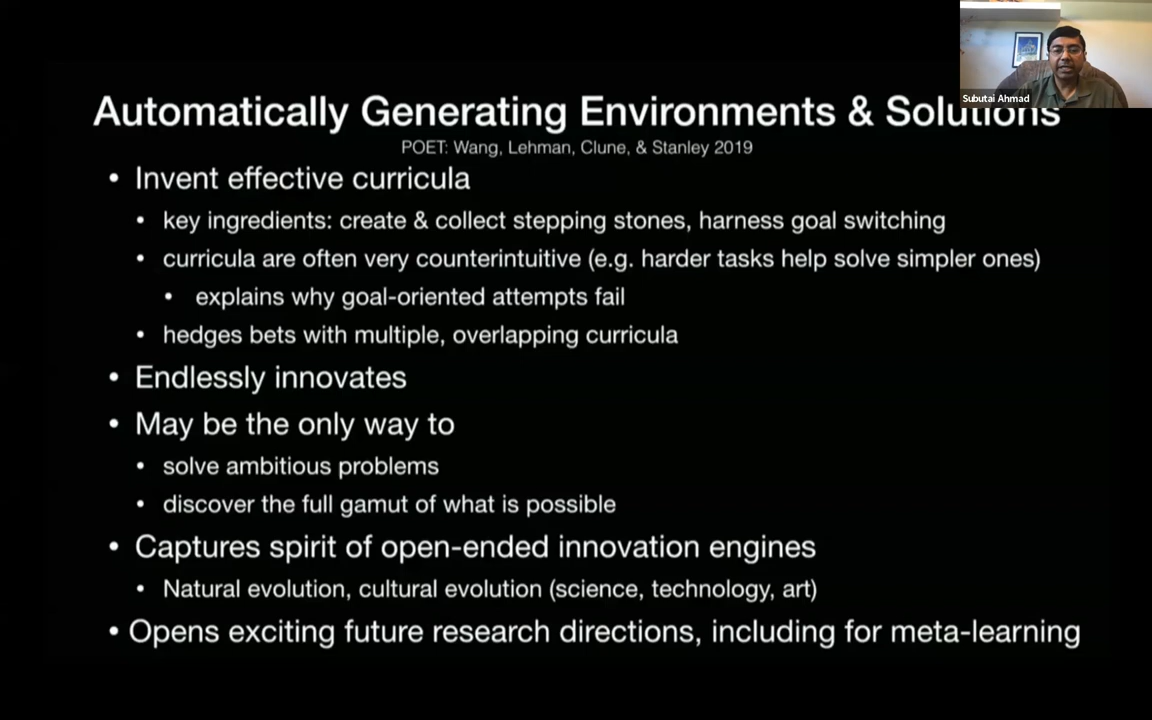 Subutai Ahmad
Automatically Generating Environments & Solutions
POET: Wang, Lehman, Clune, & Stanley 2019
• Invent effective curricula
• key ingredients: create & collect stepping stones, harness goal switching
• curricula are often very counterintuitive (e.g. harder tasks help solve simpler ones)
• explains why goal-oriented attempts fail
• hedges bets with multiple, overlapping curricula
• Endlessly innovates
• May be the only way to
• solve ambitious problems
• discover the full gamut of what is possible
• Captures spirit of open-ended innovation engines
• Natural evolution, cultural evolution (science, technology, art)
• Opens exciting future research directions, including for meta-learning